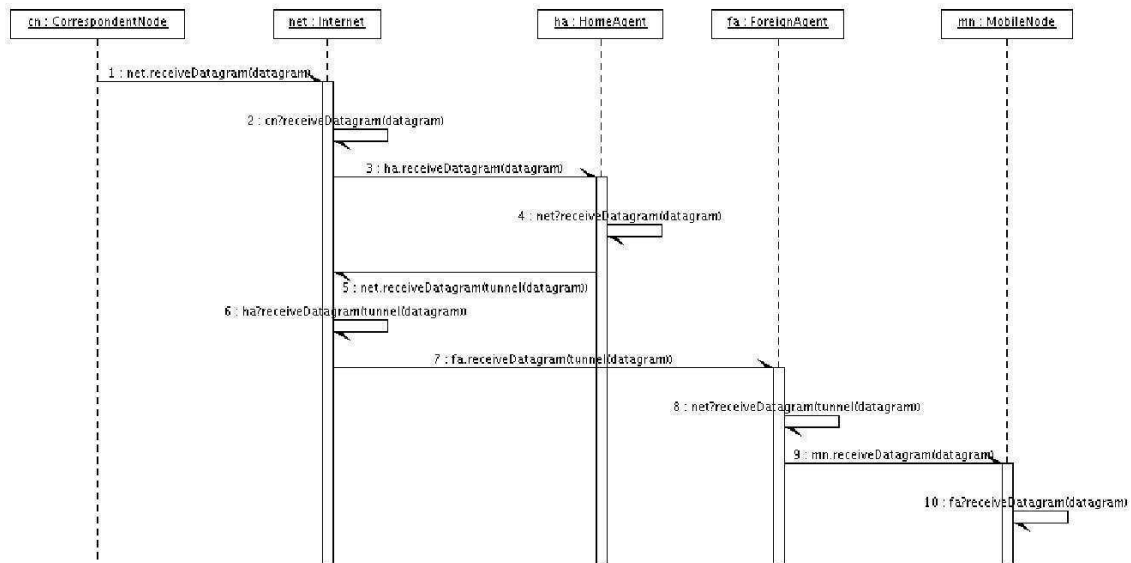 cn : CorrespondentNode
net : Internet
ha : HomeAgent
fa : ForeignAgent
mn : MobileNode
1 : net.receiveDatagram(datagram)
2 : cn?receiveDatagram(datagram)
3 : ha.receiveDatagram(datagram)
4 : net?receiveDatagram(datagram)
5 : net.receiveDatagram(tunnel(datagram))
6 : ha?receiveDatagram(tunnel(datagram))
7 : fa.receiveDatagram(tunnel(datagram))
8 : net?receiveDatagram(tunnel(datagram))
9 : mn.receiveDatagram(datagram)
10 : fa?receiveDatagram(datagram)